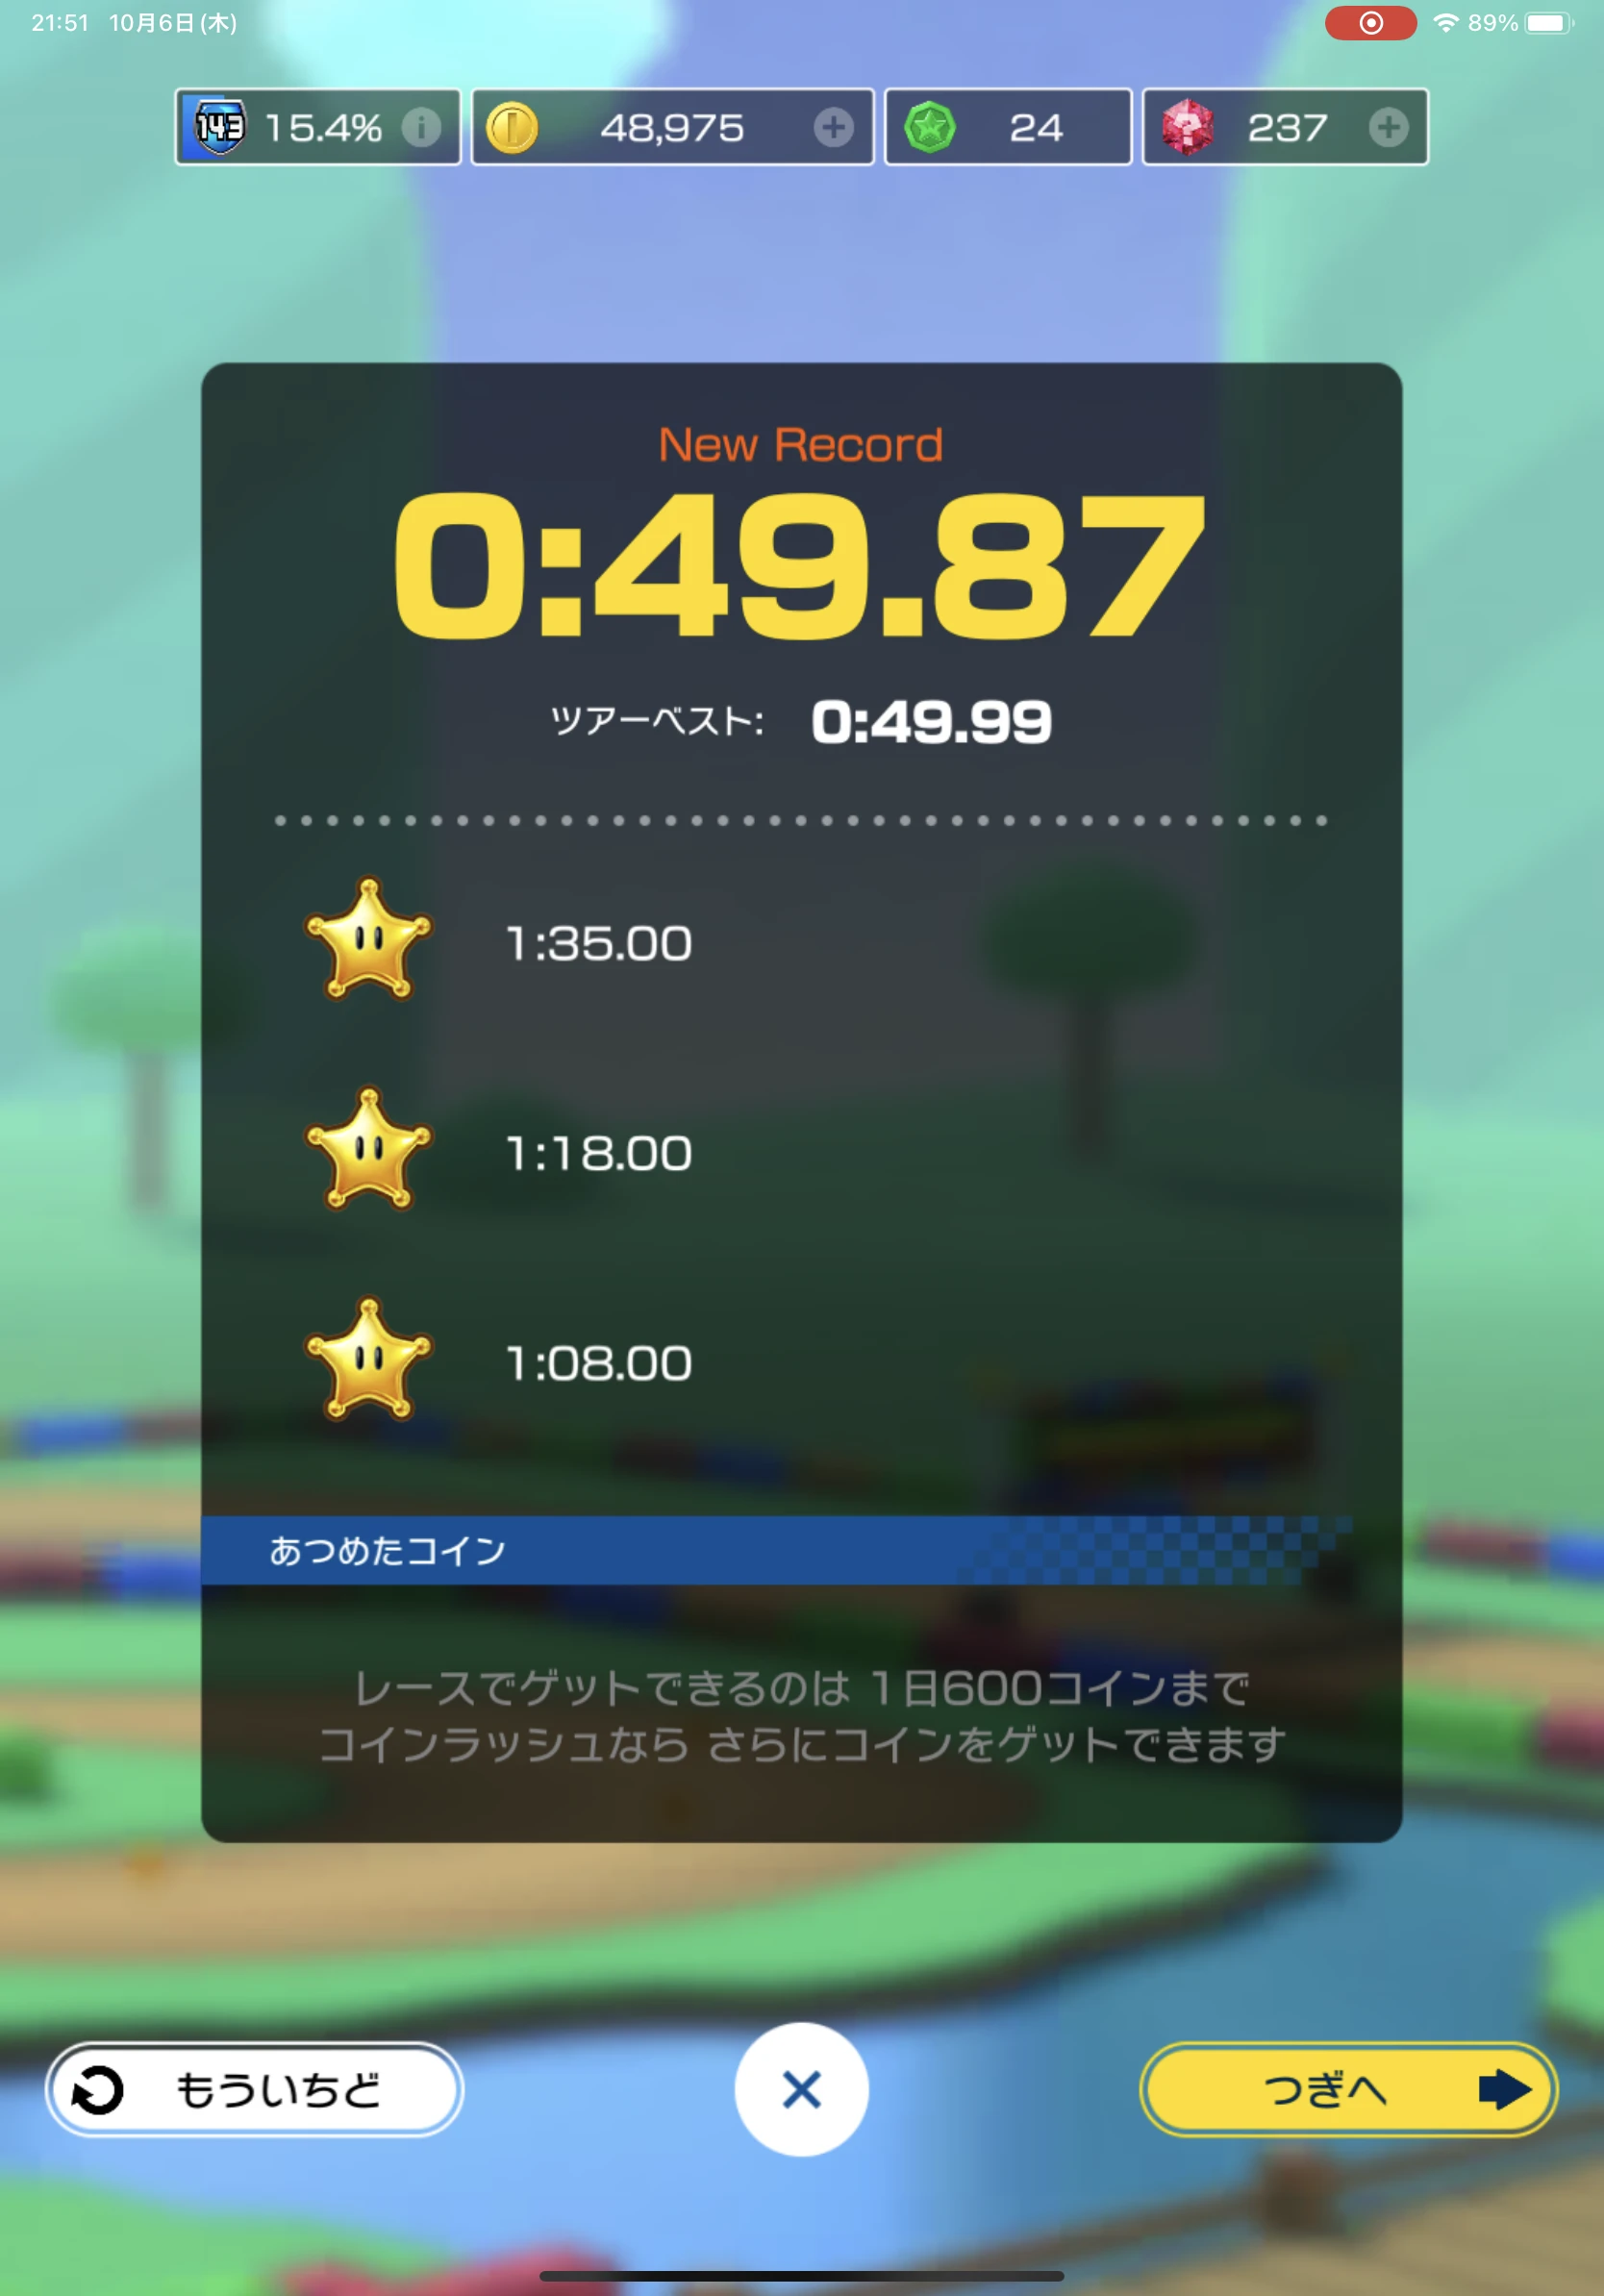 21:51 10月6日(木) 89%
143 15.4% 48,975 24 237
New Record
0:49.87
ツアーベスト: 0:49.99
1:35.00
1:18.00
1:08.00
あつめたコイン
レースでゲットできるのは 1日600コインまで
コインラッシュなら さらにコインをゲットできます
もういちど
つぎへ